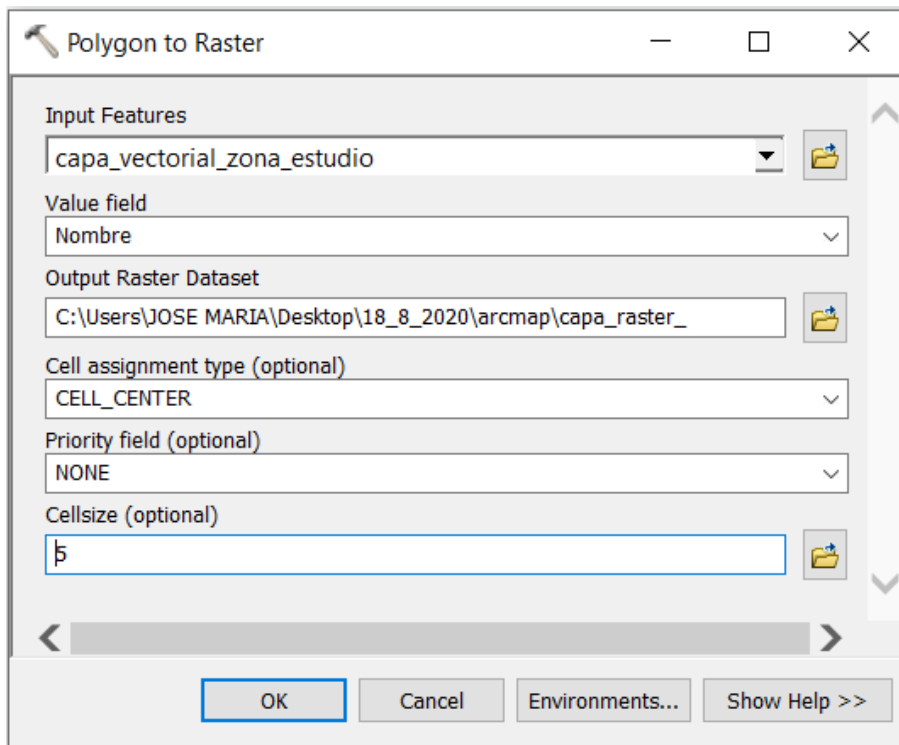 Polygon to Raster
Input Features
capa_vectorial_zona_estudio
Value field
Nombre
Output Raster Dataset
C:\Users\JOSE MARIA\Desktop\18_8_2020\arcmap\capa_raster_
Cell assignment type (optional)
CELL_CENTER
Priority field (optional)
NONE
Cellsize (optional)
5
OK Cancel Environments... Show Help >>